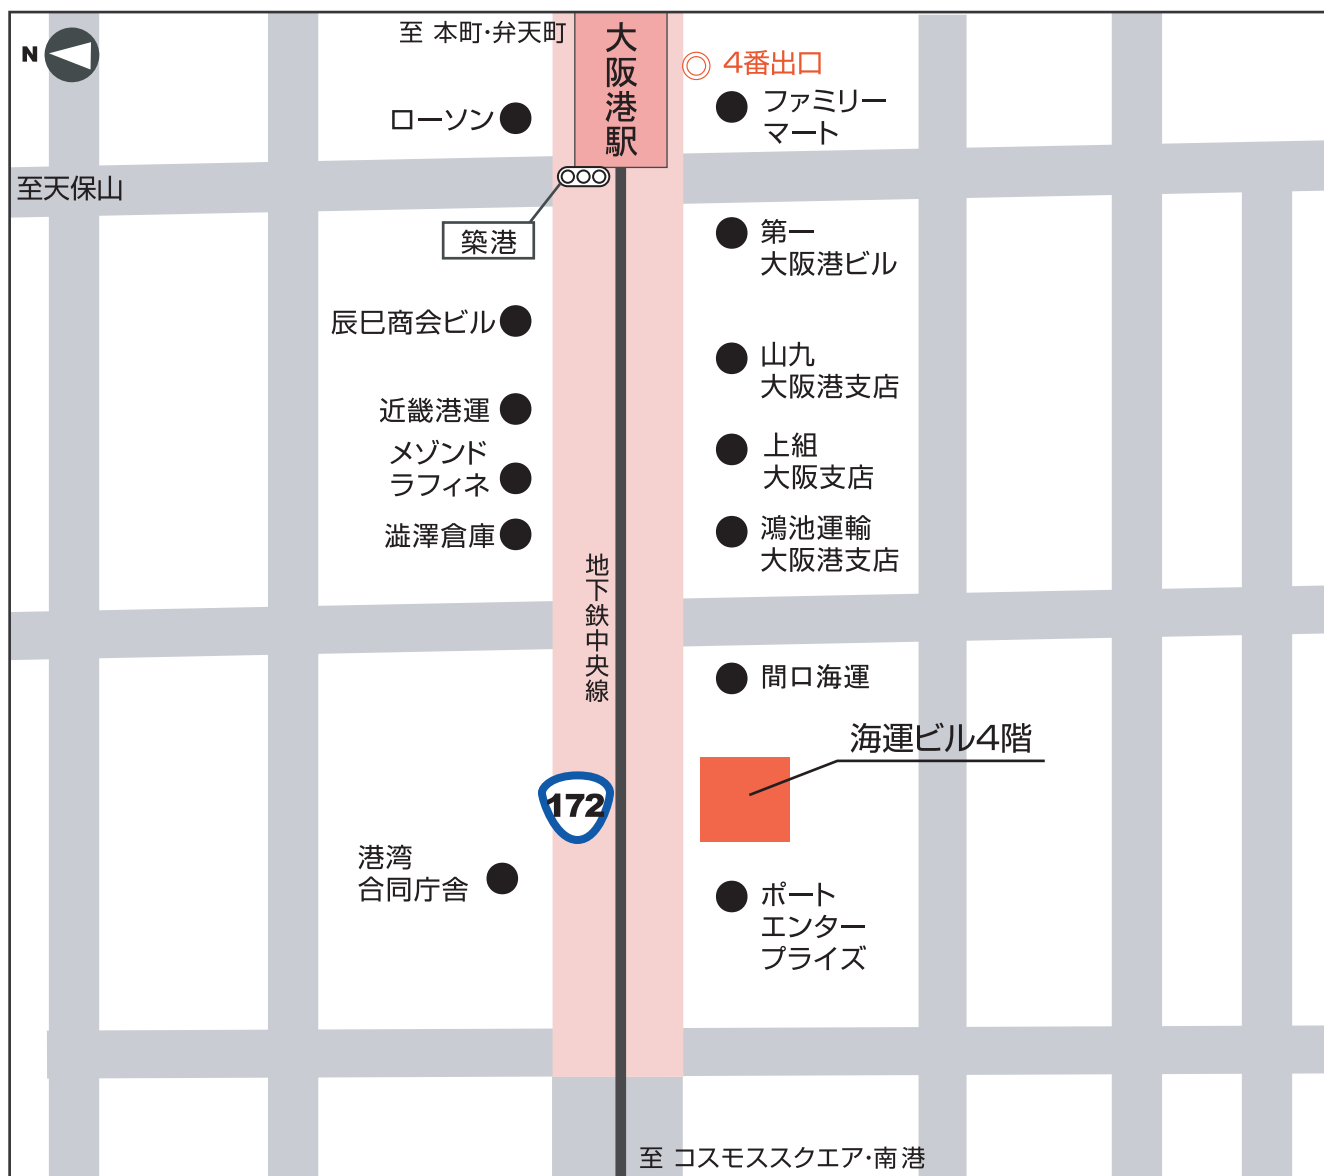 至 本町･弁天町
大阪港駅
N
4番出口
ローソン
ファミリー
マート
至天保山
築港
第一
大阪港ビル
辰巳商会ビル
山九
大阪港支店
近畿港運
上組
大阪支店
メゾンド
ラフィネ
鴻池運輸
大阪港支店
澁澤倉庫
地下鉄中央線
間口海運
海運ビル4階
172
港湾
合同庁舎
ポート
エンター
プライズ
至 コスモススクエア･南港